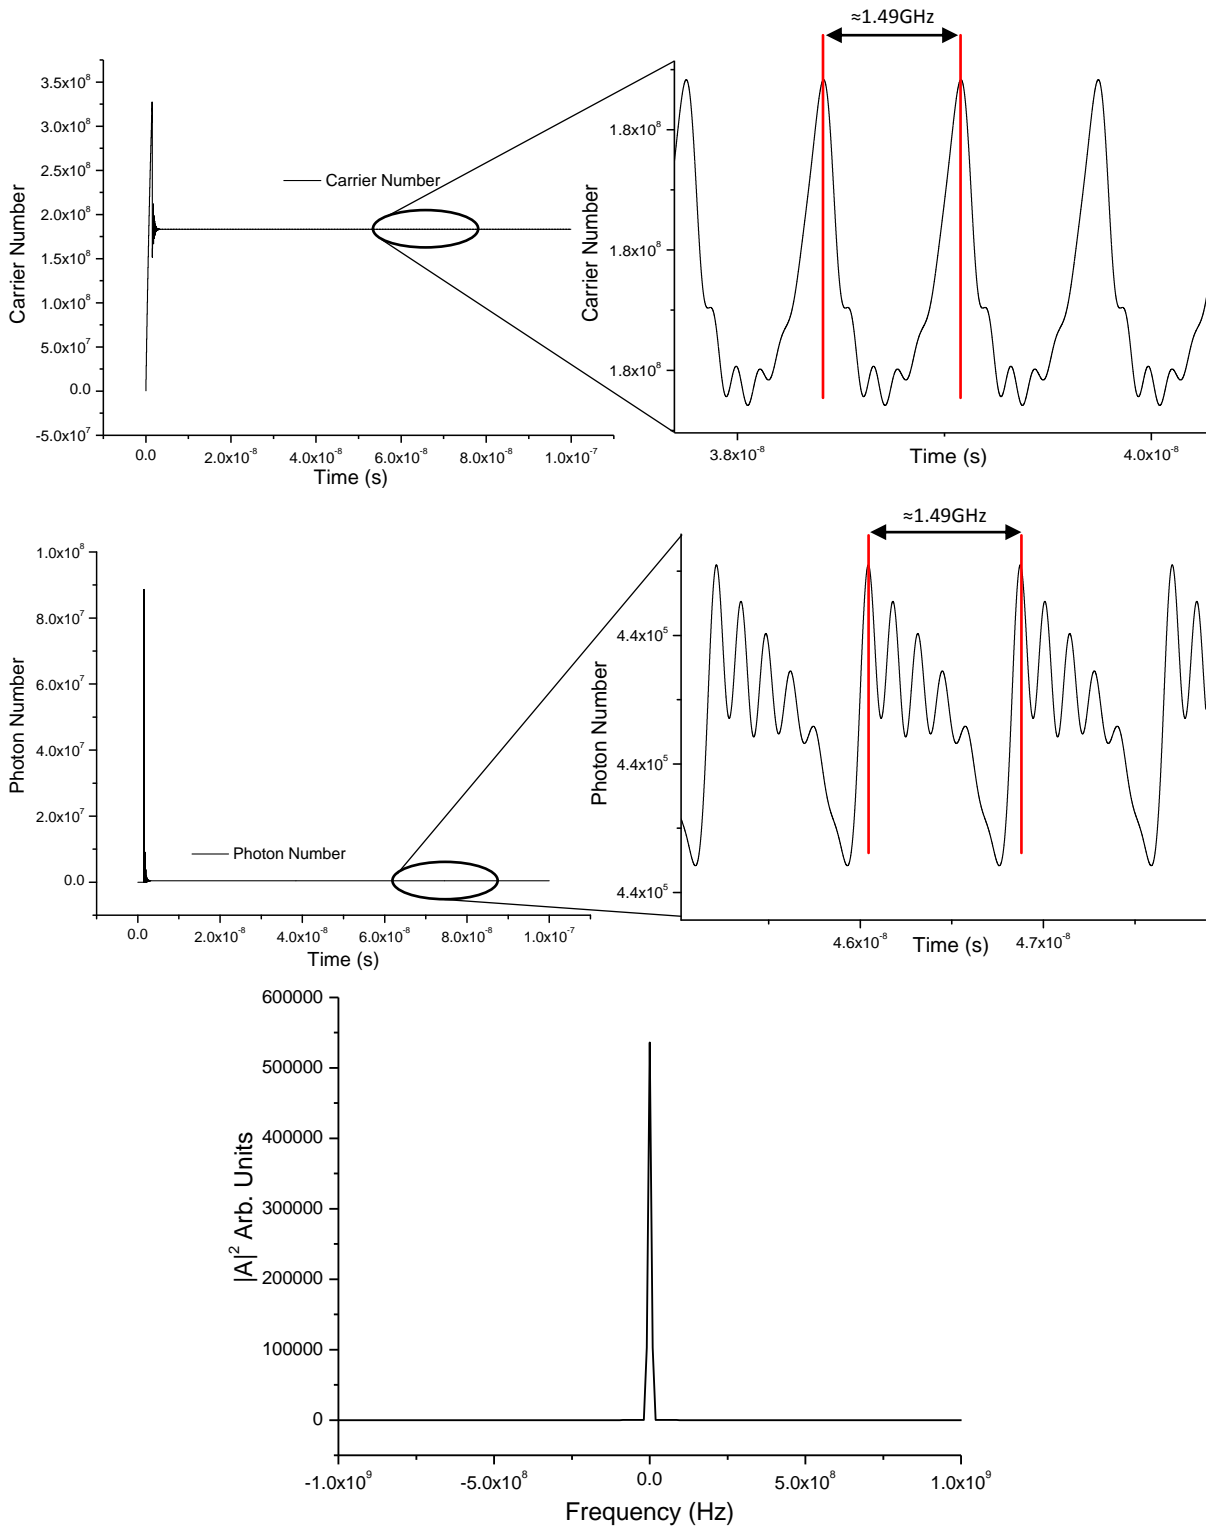 ≈1.49GHz
3.5x10⁸
3.0x10⁸
2.5x10⁸
2.0x10⁸
1.5x10⁸
1.0x10⁸
5.0x10⁷
0.0
-5.0x10⁷
Carrier Number
Carrier Number
0.0
2.0x10⁻⁸
4.0x10⁻⁸
6.0x10⁻⁸
8.0x10⁻⁸
1.0x10⁻⁷
Time (s)
1.8x10⁸
1.8x10⁸
1.8x10⁸
Carrier Number
3.8x10⁻⁸
4.0x10⁻⁸
Time (s)
≈1.49GHz
1.0x10⁸
8.0x10⁷
6.0x10⁷
4.0x10⁷
2.0x10⁷
0.0
Photon Number
Photon Number
0.0
2.0x10⁻⁸
4.0x10⁻⁸
6.0x10⁻⁸
8.0x10⁻⁸
1.0x10⁻⁷
Time (s)
4.4x10⁵
4.4x10⁵
4.4x10⁵
Photon Number
4.6x10⁻⁸
4.7x10⁻⁸
Time (s)
600000
500000
400000
300000
200000
100000
0
|A|² Arb. Units
-1.0x10⁹
-5.0x10⁸
0.0
5.0x10⁸
1.0x10⁹
Frequency (Hz)